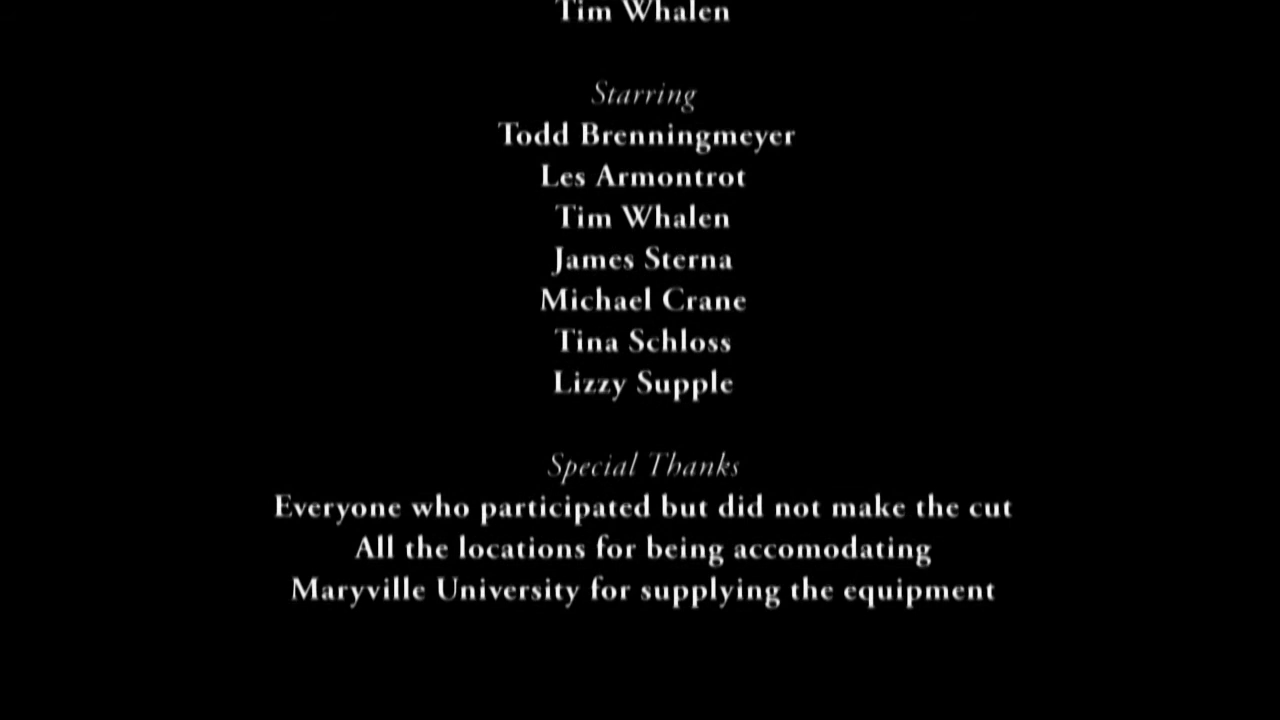 Tim Whalen
Starring
Todd Brenningmeyer
Les Armontrot
Tim Whalen
James Sterna
Michael Crane
Tina Schloss
Lizzy Supple
Special Thanks
Everyone who participated but did not make the cut
All the locations for being accomodating
Maryville University for supplying the equipment